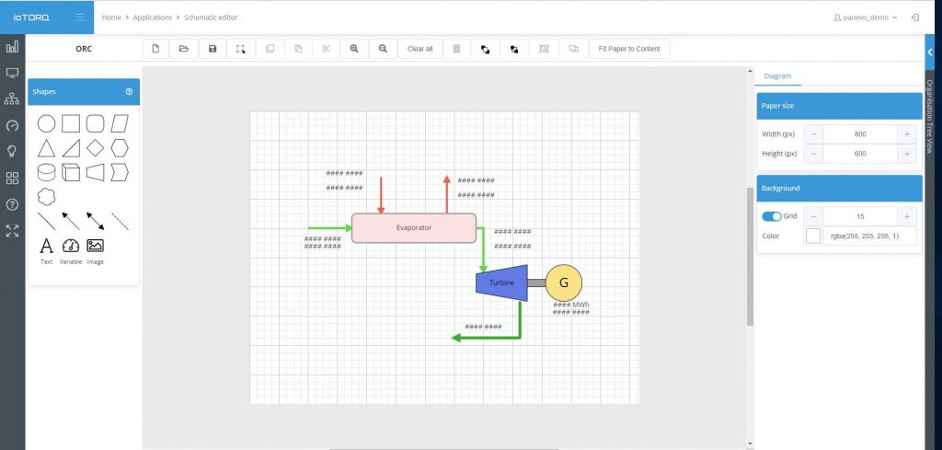 ioTORQ
Home > Applications > Schematic editor
panevo_demo
ORC
Clear all
Fit Paper to Content
Shapes
Text
Variable
Image
#### ####
#### ####
#### ####
#### ####
Evaporator
#### ####
#### ####
#### ####
#### ####
Turbine
G
#### MWh
#### ####
#### ####
Diagram
Paper size
Width (px)
800
Height (px)
600
Background
Grid
15
Color
rgba(255, 255, 255, 1)
Organisation Tree View